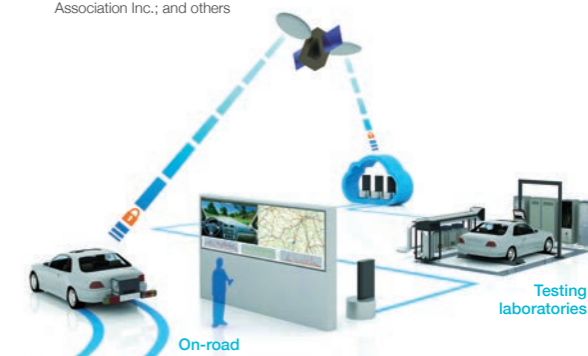 Association Inc.; and others
Testing
laboratories
On-road